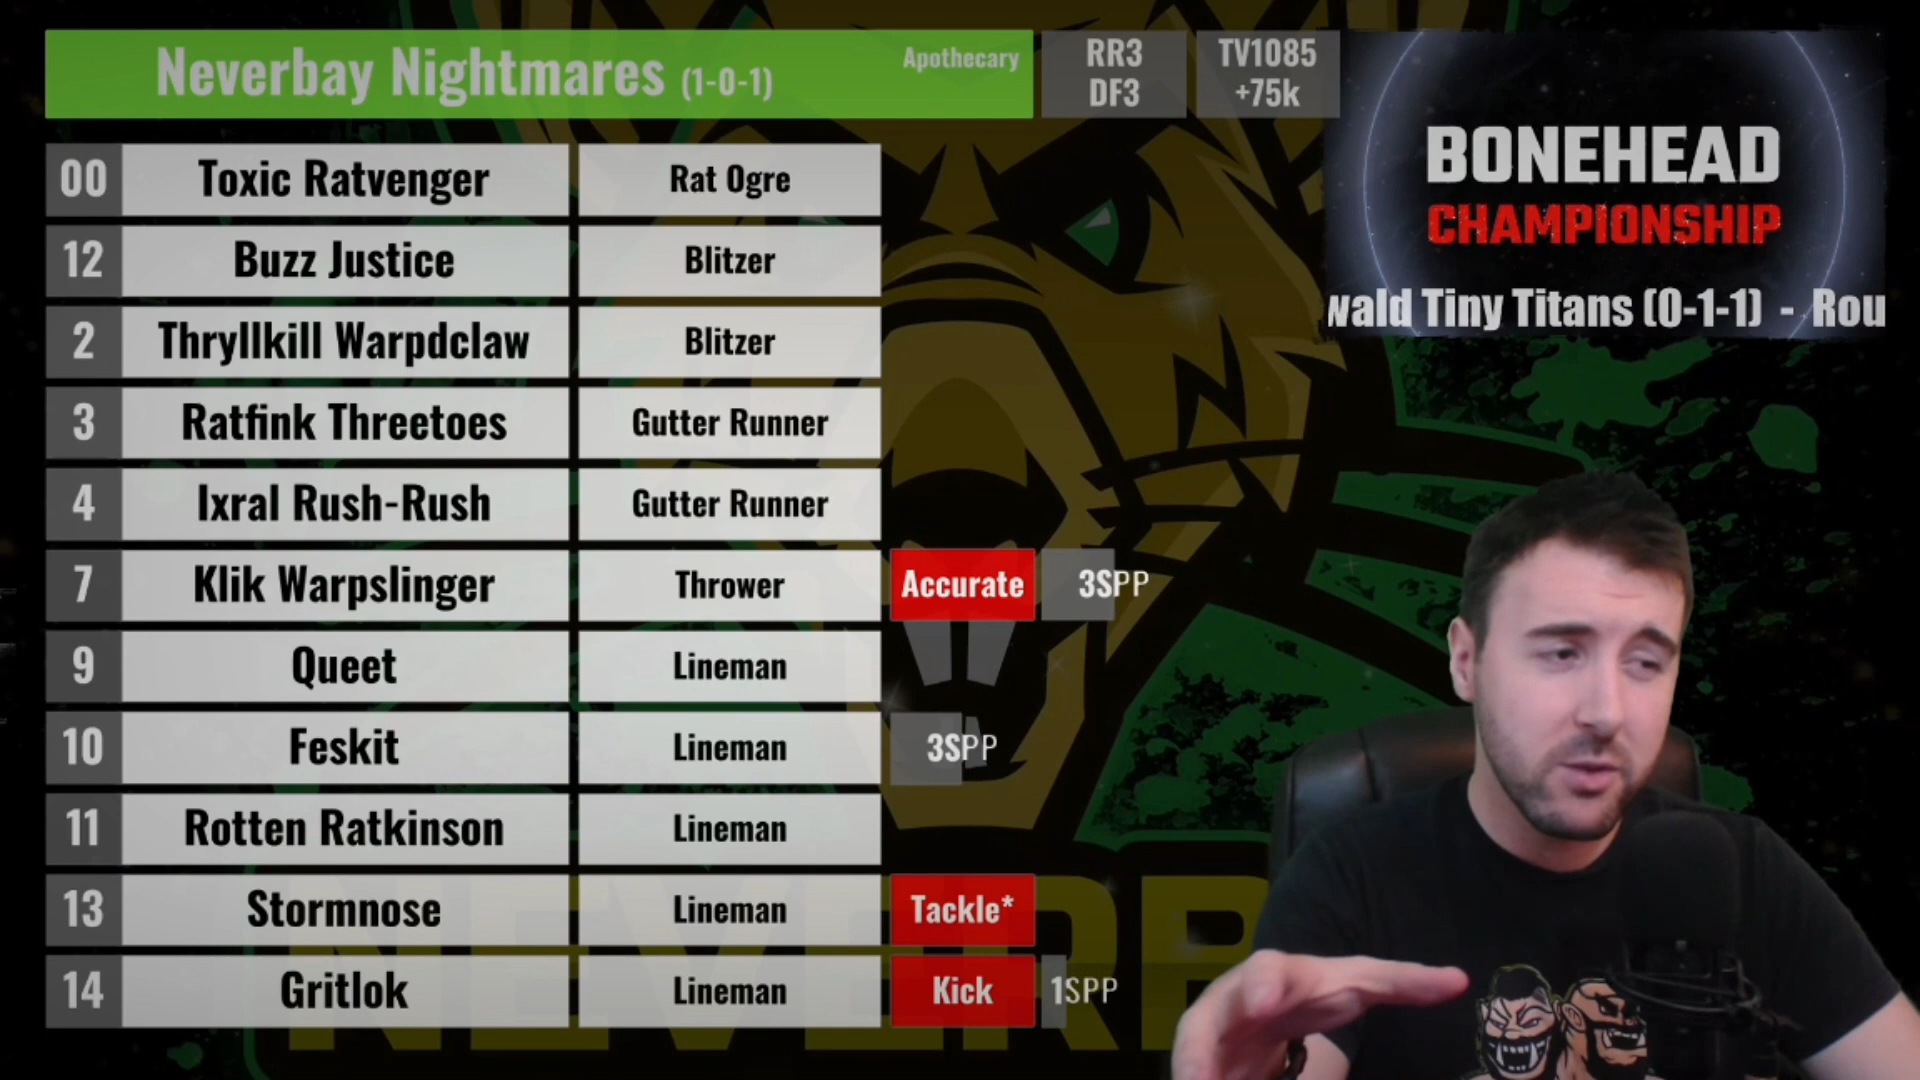 Neverbay Nightmares (1-0-1) Apothecary
RR3
DF3
TV1085
+75k
BONEHEAD
CHAMPIONSHIP
wald Tiny Titans (0-1-1) - Rou
00 Toxic Ratvenger Rat Ogre
12 Buzz Justice Blitzer
2 Thryllkill Warpdclaw Blitzer
3 Ratfink Threetoes Gutter Runner
4 Ixral Rush-Rush Gutter Runner
7 Klik Warpslinger Thrower Accurate 3SPP
9 Queet Lineman
10 Feskit Lineman 3SPP
11 Rotten Ratkinson Lineman
13 Stormnose Lineman Tackle*
14 Gritlok Lineman Kick 1SPP
NEVERB